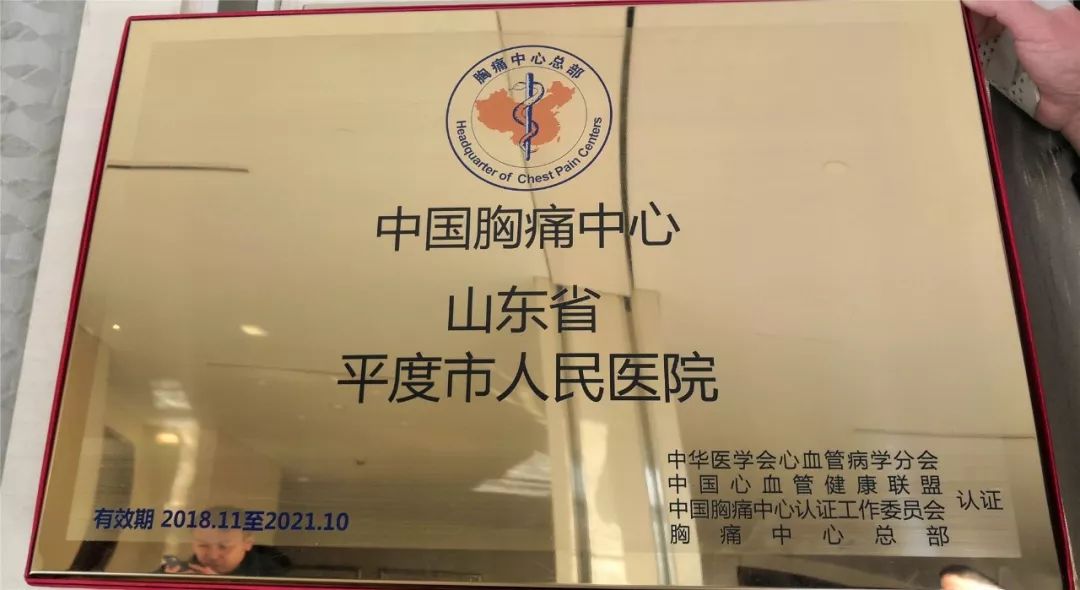 胸痛中心总部
Headquarter of Chest Pain Centers
中国胸痛中心
山东省
平度市人民医院
中华医学会心血管病学分会
中国心血管健康联盟
中国胸痛中心认证工作委员会
胸痛中心总部
认证
有效期 2018.11至2021.10